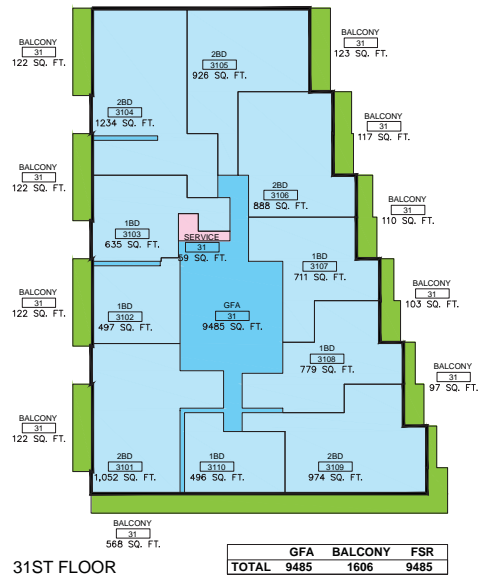 BALCONY
31
122 SQ. FT.
BALCONY
31
123 SQ. FT.
2BD
3105
926 SQ. FT.
2BD
3104
1234 SQ. FT.
BALCONY
31
117 SQ. FT.
BALCONY
31
122 SQ. FT.
2BD
3106
888 SQ. FT.
BALCONY
31
110 SQ. FT.
1BD
3103
635 SQ. FT.
SERVICE
31
59 SQ. FT.
1BD
3107
711 SQ. FT.
BALCONY
31
103 SQ. FT.
BALCONY
31
122 SQ. FT.
1BD
3102
497 SQ. FT.
GFA
31
9485 SQ. FT.
1BD
3108
779 SQ. FT.
BALCONY
31
97 SQ. FT.
BALCONY
31
122 SQ. FT.
2BD
3101
1,052 SQ. FT.
1BD
3110
496 SQ. FT.
2BD
3109
974 SQ. FT.
BALCONY
31
568 SQ. FT.
31ST FLOOR
GFA BALCONY FSR
TOTAL 9485 1606 9485